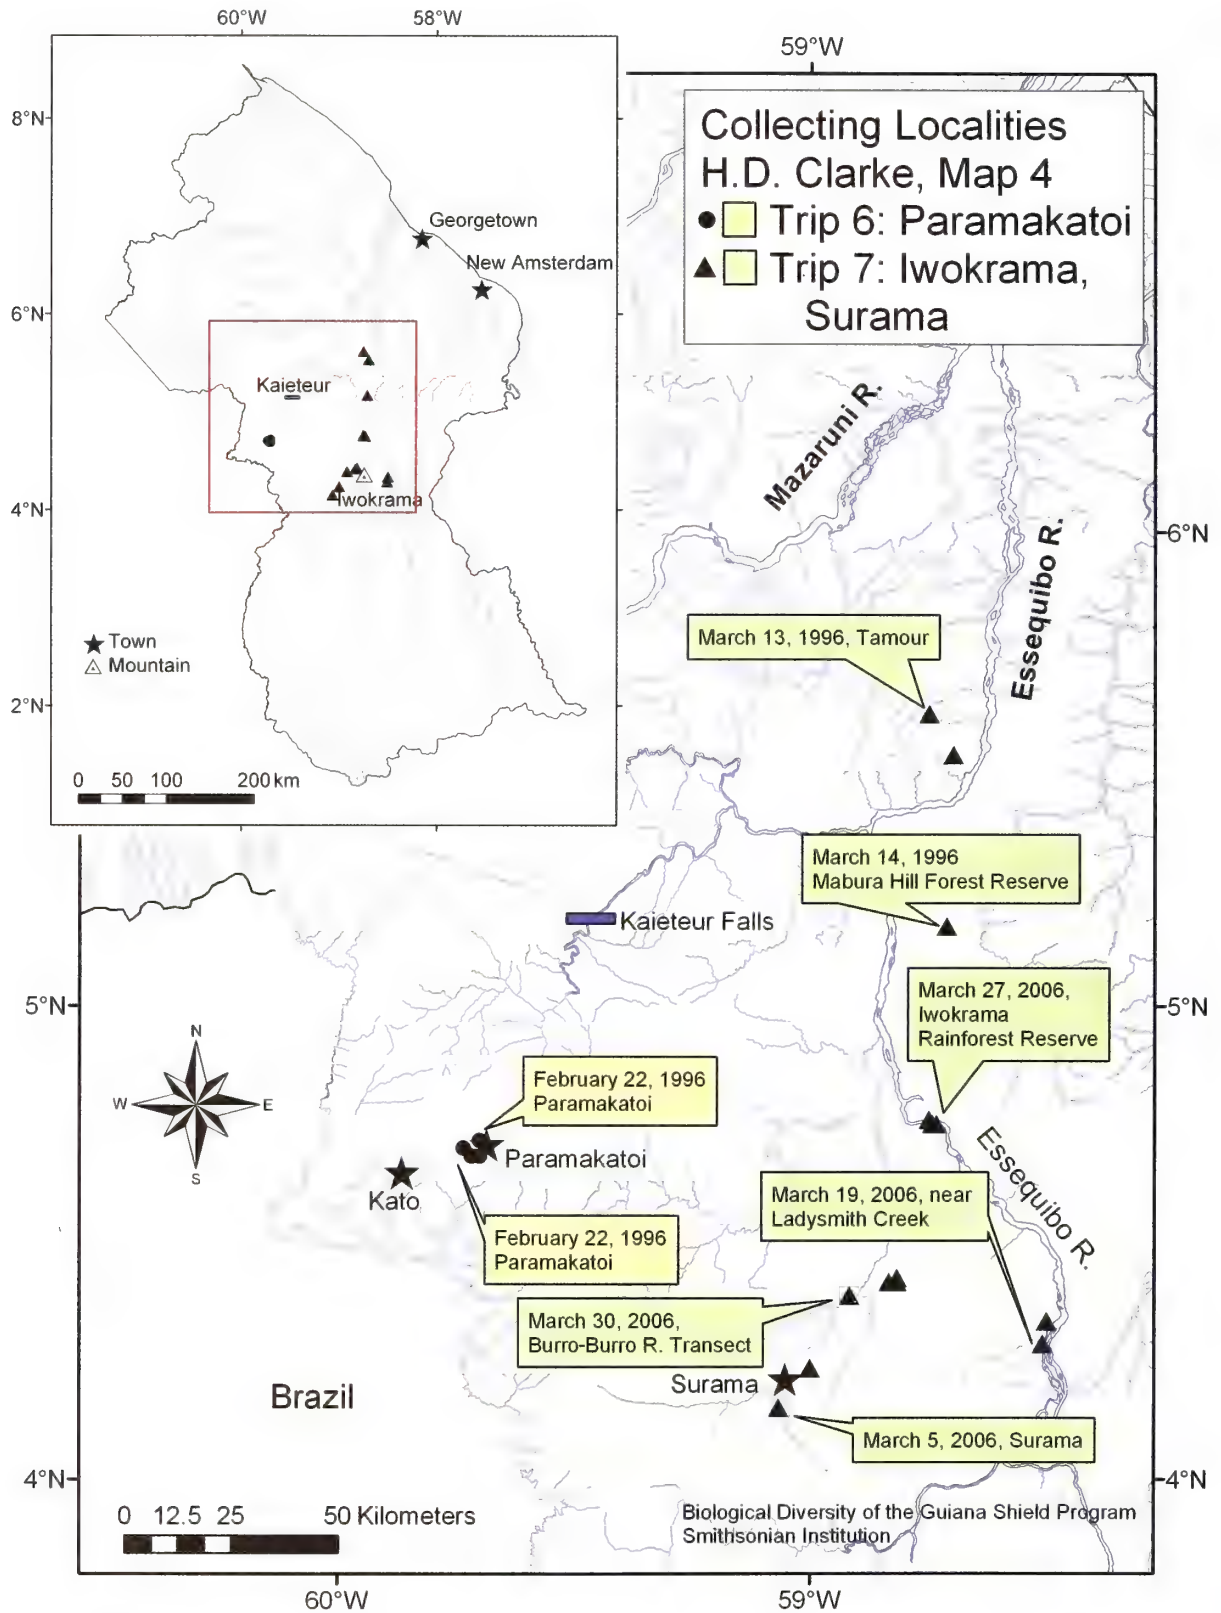 60°W
58°W
8°N
6°N
4°N
2°N
Georgetown
New Amsterdam
Kaieteur
Iwokrama
Town
Mountain
0 50 100 200 km
59°W
Collecting Localities
H.D. Clarke, Map 4
Trip 6: Paramakatoi
Trip 7: Iwokrama,
Surama
Mazaruni R.
6°N
Essequibo R.
March 13, 1996, Tamour
March 14, 1996
Mabura Hill Forest Reserve
Kaieteur Falls
March 27, 2006,
Iwokrama
Rainforest Reserve
5°N
5°N
N
W
E
S
February 22, 1996
Paramakatoi
Paramakatoi
Kato
Essequibo R.
March 19, 2006, near
Ladysmith Creek
February 22, 1996
Paramakatoi
March 30, 2006,
Burro-Burro R. Transect
Surama
Brazil
March 5, 2006, Surama
4°N
4°N
0 12.5 25 50 Kilometers
Biological Diversity of the Guiana Shield Program
Smithsonian Institution
60°W
59°W